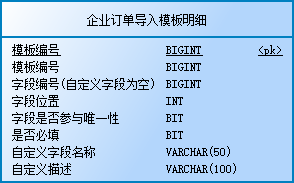 企业订单导入模板明细
模板编号 BIGINT <pk>
模板编号 BIGINT
字段编号(自定义字段为空) BIGINT
字段位置 INT
字段是否参与唯一性 BIT
是否必填 BIT
自定义字段名称 VARCHAR(50)
自定义描述 VARCHAR(100)